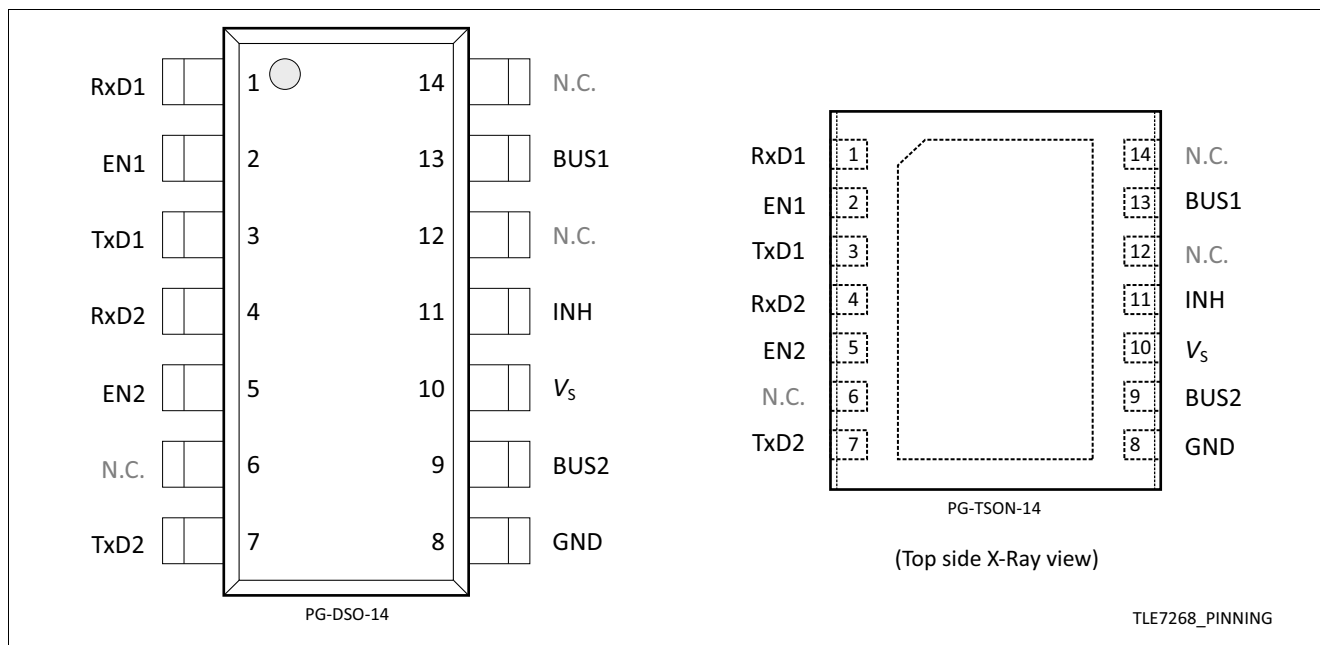 RxD1 1 14 N.C.
EN1 2 13 BUS1
TxD1 3 12 N.C.
RxD2 4 11 INH
EN2 5 10 VS
N.C. 6 9 BUS2
TxD2 7 8 GND
PG-DSO-14
RxD1 1 14 N.C.
EN1 2 13 BUS1
TxD1 3 12 N.C.
RxD2 4 11 INH
EN2 5 10 VS
N.C. 6 9 BUS2
TxD2 7 8 GND
PG-TSON-14
(Top side X-Ray view)
TLE7268_PINNING